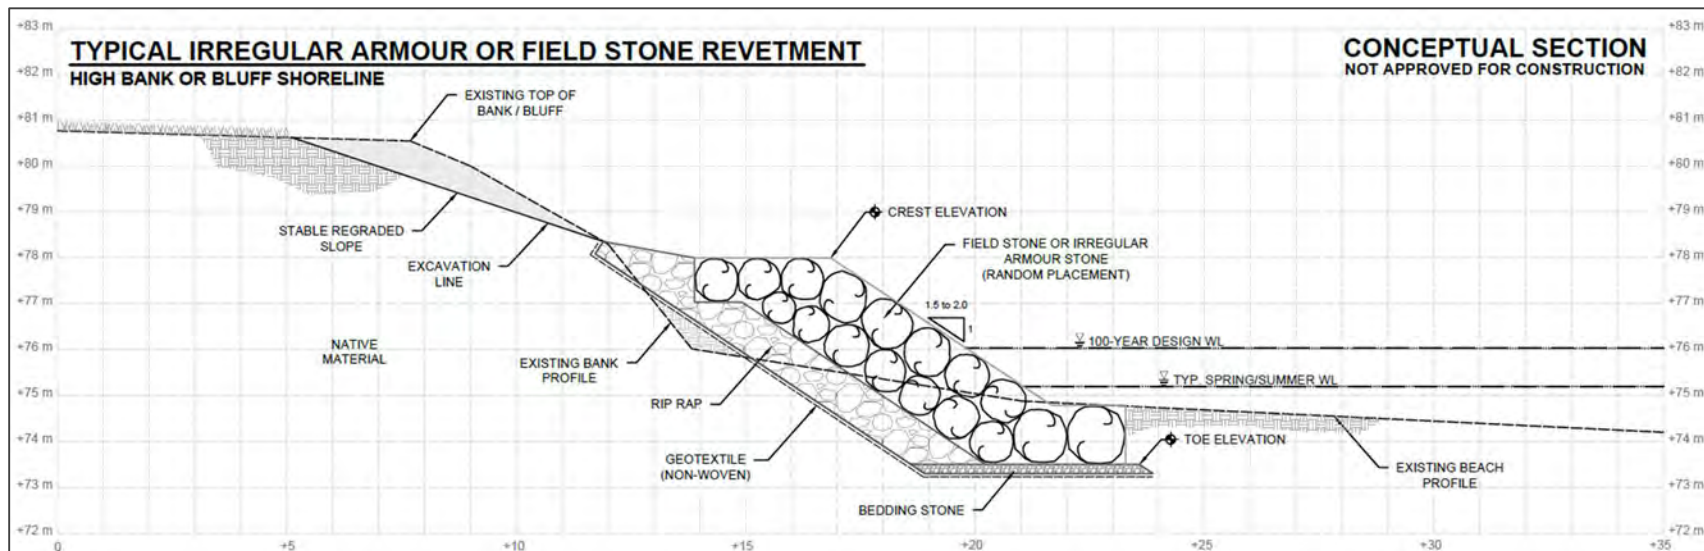 TYPICAL IRREGULAR ARMOUR OR FIELD STONE REVETMENT
HIGH BANK OR BLUFF SHORELINE
CONCEPTUAL SECTION
NOT APPROVED FOR CONSTRUCTION
+83 m
+82 m
+81 m
+80 m
+79 m
+78 m
+77 m
+76 m
+75 m
+74 m
+73 m
+72 m
EXISTING TOP OF
BANK / BLUFF
STABLE REGRADED
SLOPE
EXCAVATION
LINE
NATIVE
MATERIAL
EXISTING BANK
PROFILE
RIP RAP
GEOTEXTILE
(NON-WOVEN)
BEDDING STONE
CREST ELEVATION
FIELD STONE OR IRREGULAR
ARMOUR STONE
(RANDOM PLACEMENT)
1.5 to 2.0
1
100-YEAR DESIGN WL
TYP. SPRING/SUMMER WL
TOE ELEVATION
EXISTING BEACH
PROFILE
+83 m
+82 m
+81 m
+80 m
+79 m
+78 m
+77 m
+76 m
+75 m
+74 m
+73 m
+72 m
0 +5 +10 +15 +20 +25 +30 +35